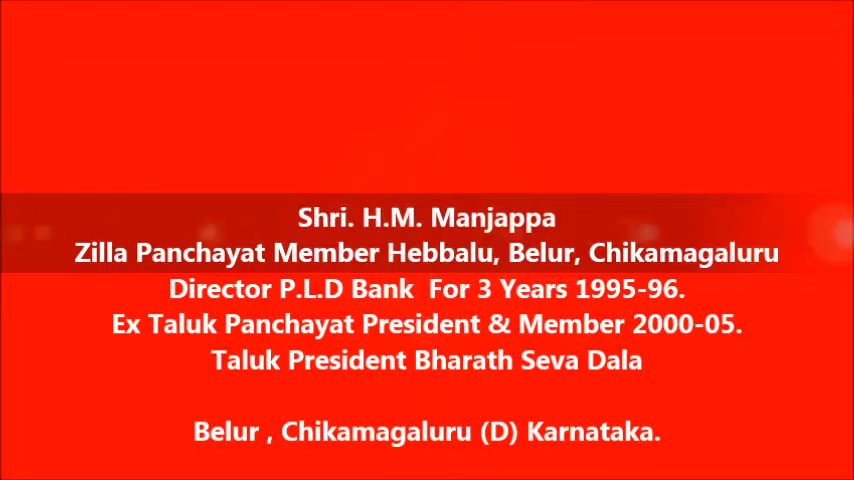 Shri. H.M. Manjappa
Zilla Panchayat Member Hebbalu, Belur, Chikamagaluru
Director P.L.D Bank  For 3 Years 1995-96.
Ex Taluk Panchayat President & Member 2000-05.
Taluk President Bharath Seva Dala
Belur , Chikamagaluru (D) Karnataka.